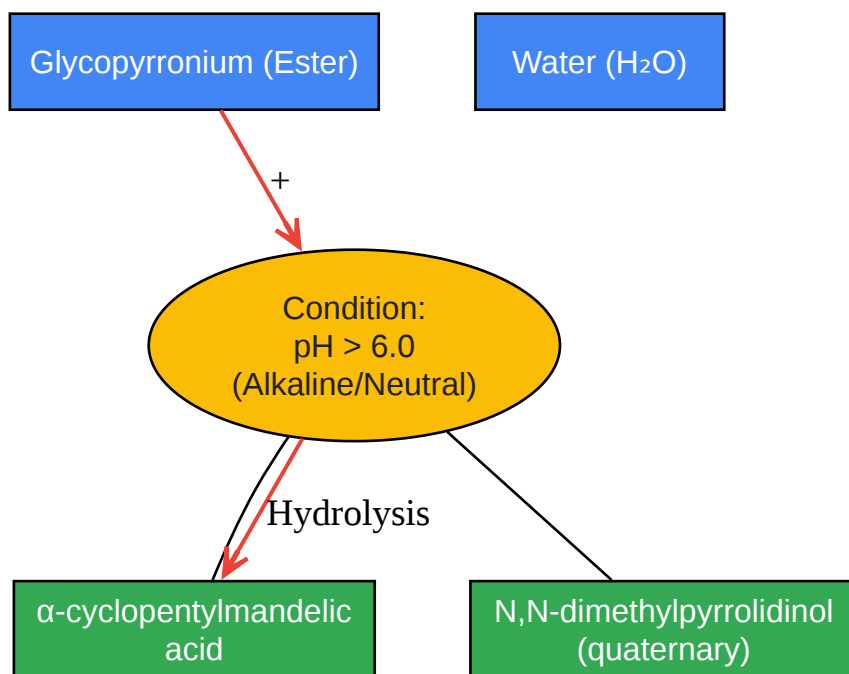 Glycopyrronium (Ester)
Water (H₂O)
+
Condition:
pH > 6.0
(Alkaline/Neutral)
Hydrolysis
α-cyclopentylmandelic
acid
N,N-dimethylpyrrolidinol
(quaternary)